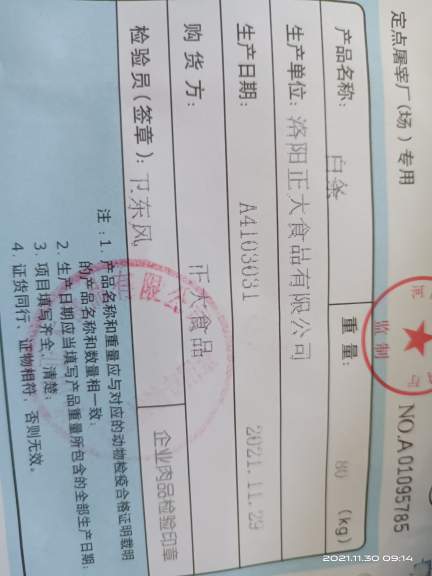 定点屠宰厂(场)专用
监制
NO.A01095785
产品名称: 白条
重量: 80 (kg)
生产单位: 洛阳正大食品有限公司
生产日期: A4103031 2021.11.29
购货方: 正大食品
检验员(签章): 卫东风
企业肉品检验印章
注:1. 产品名称和重量应与对应的动物检疫合格证明载明
的产品名称和数量相一致;
2. 生产日期应当填写产品重量所包含的全部生产日期;
3. 项目填写齐全、清楚;
4. 证货同行、证物相符、否则无效。
2021.11.30 09:14